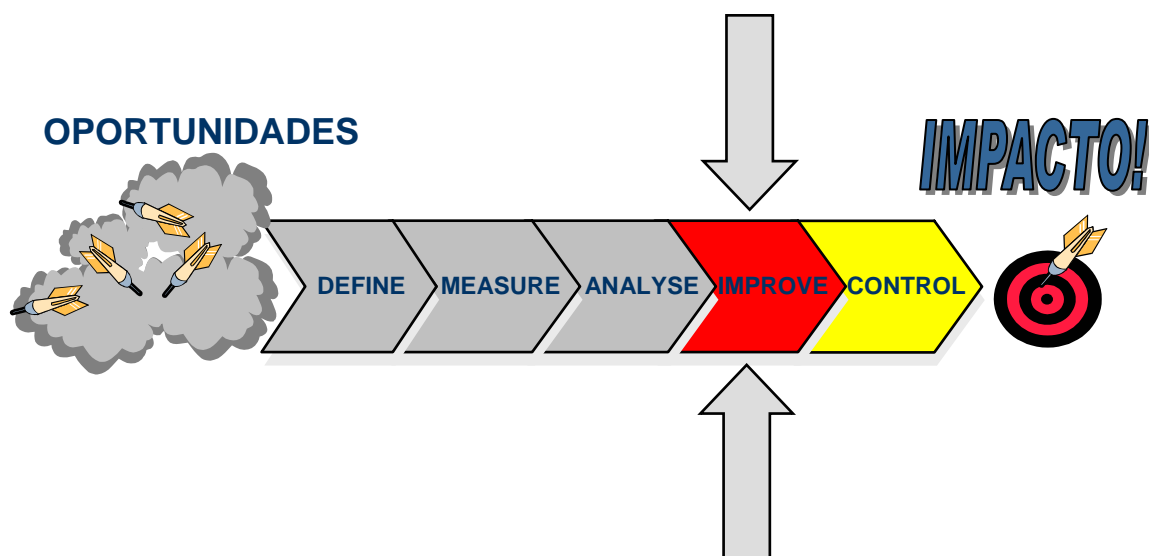 OPORTUNIDADES
IMPACTO!
DEFINE
MEASURE
ANALYSE
IMPROVE
CONTROL